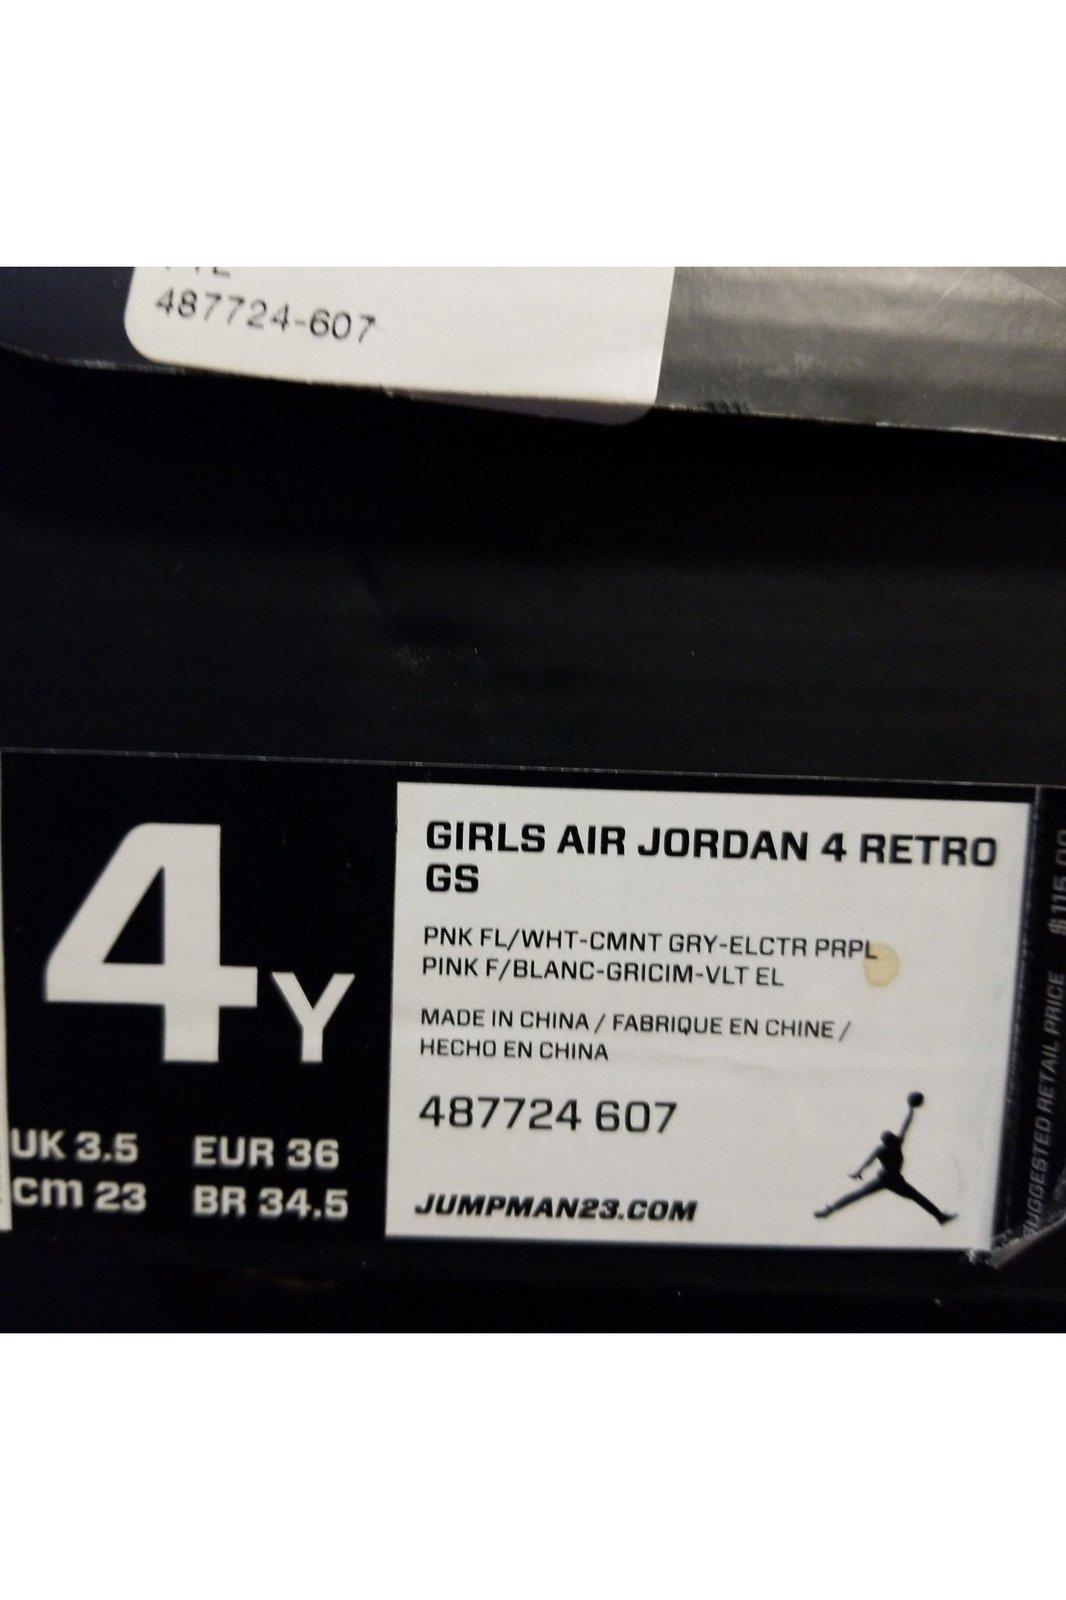 487724-607
4Y
UK 3.5 EUR 36
cm 23 BR 34.5
GIRLS AIR JORDAN 4 RETRO
GS
PNK FL/WHT-CMNT GRY-ELCTR PRPL
PINK F/BLANC-GRICIM-VLT EL
MADE IN CHINA / FABRIQUE EN CHINE /
HECHO EN CHINA
487724 607
JUMPMAN23.COM
SUGGESTED RETAIL PRICE $115.00